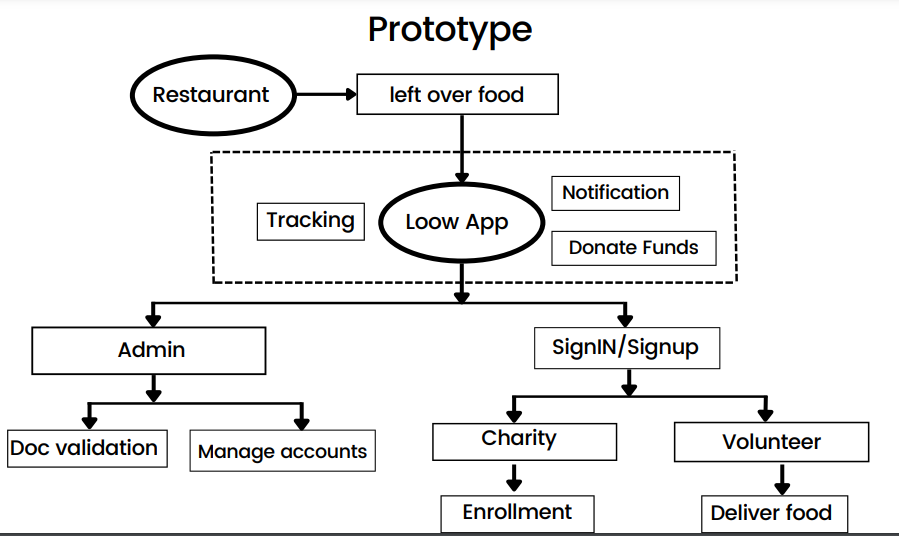 Prototype
Restaurant
left over food
Notification
Tracking
Loow App
Donate Funds
Admin
SignIN/Signup
Doc validation
Manage accounts
Charity
Volunteer
Enrollment
Deliver food